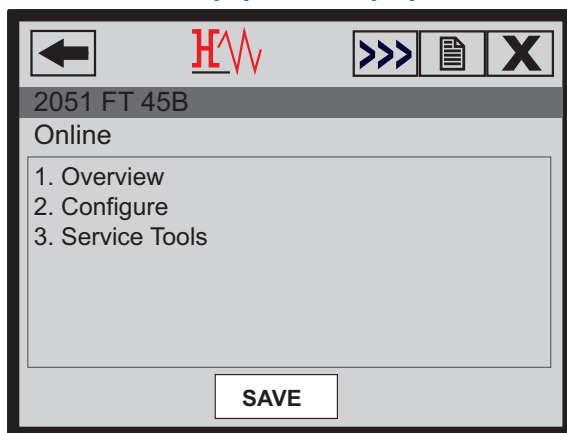 >>> X
2051 FT 45B
Online
1. Overview
2. Configure
3. Service Tools
SAVE